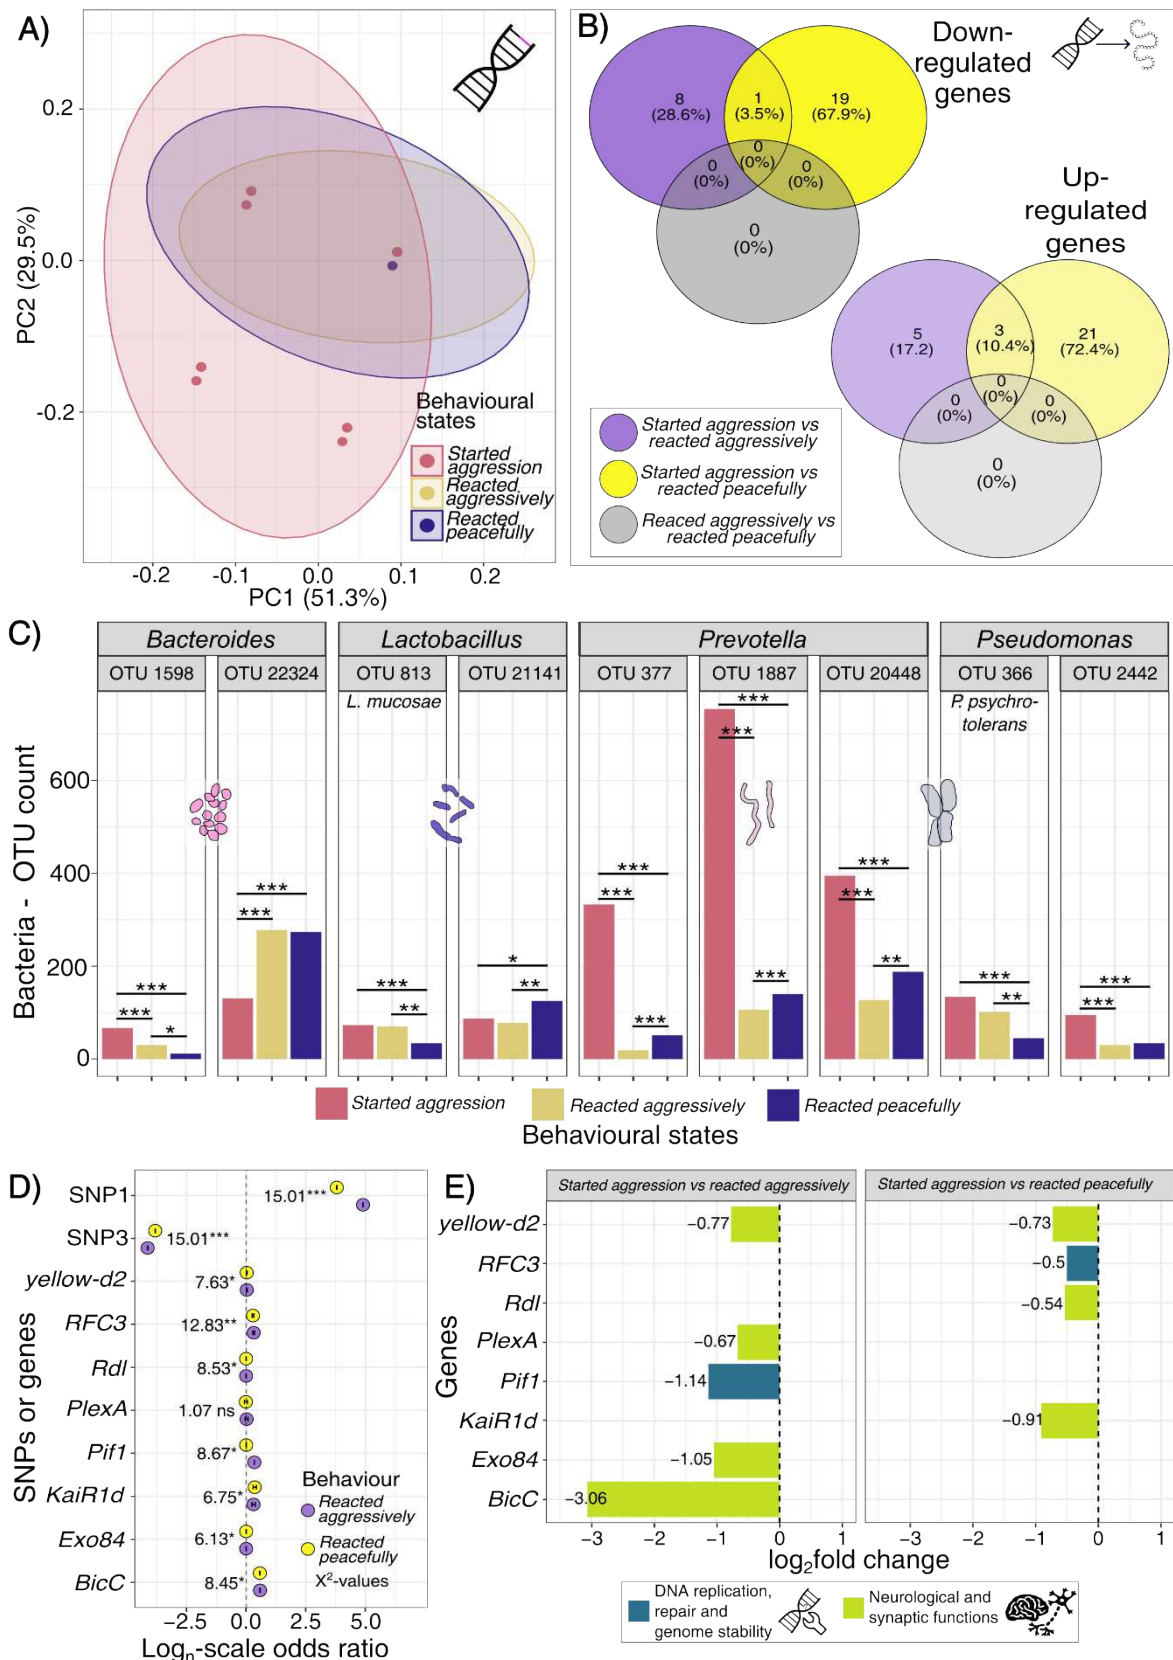 A)
0.2
0.0
-0.2
PC2 (29.5%)
-0.2
-0.1
0.0
0.1
0.2
PC1 (51.3%)
Behavioural
states
Started
aggression
Reacted
aggressively
Reacted
peacefully
B)
Down-
regulated
genes
8
(28.6%)
1
(3.5%)
19
(67.9%)
0
(0%)
0
(0%)
0
(0%)
0
(0%)
Up-
regulated
genes
5
(17.2)
3
(10.4%)
21
(72.4%)
0
(0%)
0
(0%)
0
(0%)
0
(0%)
Started aggression vs
reacted aggressively
Started aggression vs
reacted peacefully
Reaced aggressively vs
reacted peacefully
C)
Bacteroides
Lactobacillus
Prevotella
Pseudomonas
OTU 1598
OTU 22324
OTU 813
OTU 21141
OTU 377
OTU 1887
OTU 20448
OTU 366
OTU 2442
L. mucosae
P. psychro-
tolerans
Bacteria - OTU count
600
400
200
0
***
***
*
***
***
***
**
*
**
***
***
***
***
***
***
***
***
**
***
**
***
***
Started aggression
Reacted aggressively
Reacted peacefully
Behavioural states
D)
SNPs or genes
SNP1
15.01***
SNP3
15.01***
yellow-d2
7.63*
RFC3
12.83**
Rdl
8.53*
PlexA
1.07 ns
Pif1
8.67*
KaiR1d
6.75*
Exo84
6.13*
BicC
8.45*
Behaviour
Reacted
aggressively
Reacted
peacefully
X²-values
-2.5
0.0
2.5
5.0
Logn-scale odds ratio
E)
Started aggression vs reacted aggressively
Started aggression vs reacted peacefully
Genes
yellow-d2
−0.77
−0.73
RFC3
−0.5
Rdl
−0.54
PlexA
−0.67
Pif1
−1.14
KaiR1d
−0.91
Exo84
−1.05
BicC
−3.06
−3
−2
−1
0
1
−3
−2
−1
0
1
log₂fold change
DNA replication,
repair and
genome stability
Neurological and
synaptic functions